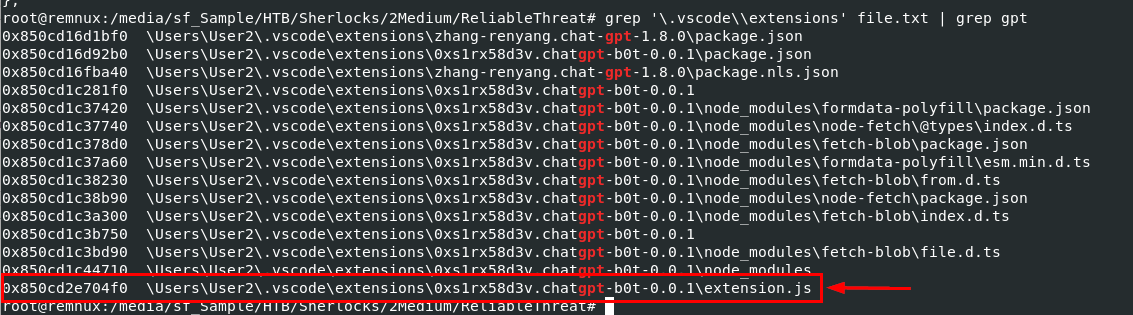 root@remnux:/media/sf_Sample/HTB/Sherlocks/2Medium/ReliableThreat# grep '\.vscode\\extensions' file.txt | grep gpt
0x850cd16d1bf0  \Users\User2\.vscode\extensions\zhang-renyang.chat-gpt-1.8.0\package.json
0x850cd16d92b0  \Users\User2\.vscode\extensions\0xs1rx58d3v.chatgpt-b0t-0.0.1\package.json
0x850cd16fba40  \Users\User2\.vscode\extensions\zhang-renyang.chat-gpt-1.8.0\package.nls.json
0x850cd1c281f0  \Users\User2\.vscode\extensions\0xs1rx58d3v.chatgpt-b0t-0.0.1
0x850cd1c37420  \Users\User2\.vscode\extensions\0xs1rx58d3v.chatgpt-b0t-0.0.1\node_modules\formdata-polyfill\package.json
0x850cd1c37740  \Users\User2\.vscode\extensions\0xs1rx58d3v.chatgpt-b0t-0.0.1\node_modules\node-fetch\@types\index.d.ts
0x850cd1c378d0  \Users\User2\.vscode\extensions\0xs1rx58d3v.chatgpt-b0t-0.0.1\node_modules\fetch-blob\package.json
0x850cd1c37a60  \Users\User2\.vscode\extensions\0xs1rx58d3v.chatgpt-b0t-0.0.1\node_modules\formdata-polyfill\esm.min.d.ts
0x850cd1c38230  \Users\User2\.vscode\extensions\0xs1rx58d3v.chatgpt-b0t-0.0.1\node_modules\fetch-blob\from.d.ts
0x850cd1c38b90  \Users\User2\.vscode\extensions\0xs1rx58d3v.chatgpt-b0t-0.0.1\node_modules\node-fetch\package.json
0x850cd1c3a300  \Users\User2\.vscode\extensions\0xs1rx58d3v.chatgpt-b0t-0.0.1\node_modules\fetch-blob\index.d.ts
0x850cd1c3b750  \Users\User2\.vscode\extensions\0xs1rx58d3v.chatgpt-b0t-0.0.1
0x850cd1c3bd90  \Users\User2\.vscode\extensions\0xs1rx58d3v.chatgpt-b0t-0.0.1\node_modules\fetch-blob\file.d.ts
0x850cd1c44710  \Users\User2\.vscode\extensions\0xs1rx58d3v.chatgpt-b0t-0.0.1\node_modules
0x850cd2e704f0  \Users\User2\.vscode\extensions\0xs1rx58d3v.chatgpt-b0t-0.0.1\extension.js
root@remnux:/media/sf_Sample/HTB/Sherlocks/2Medium/ReliableThreat#